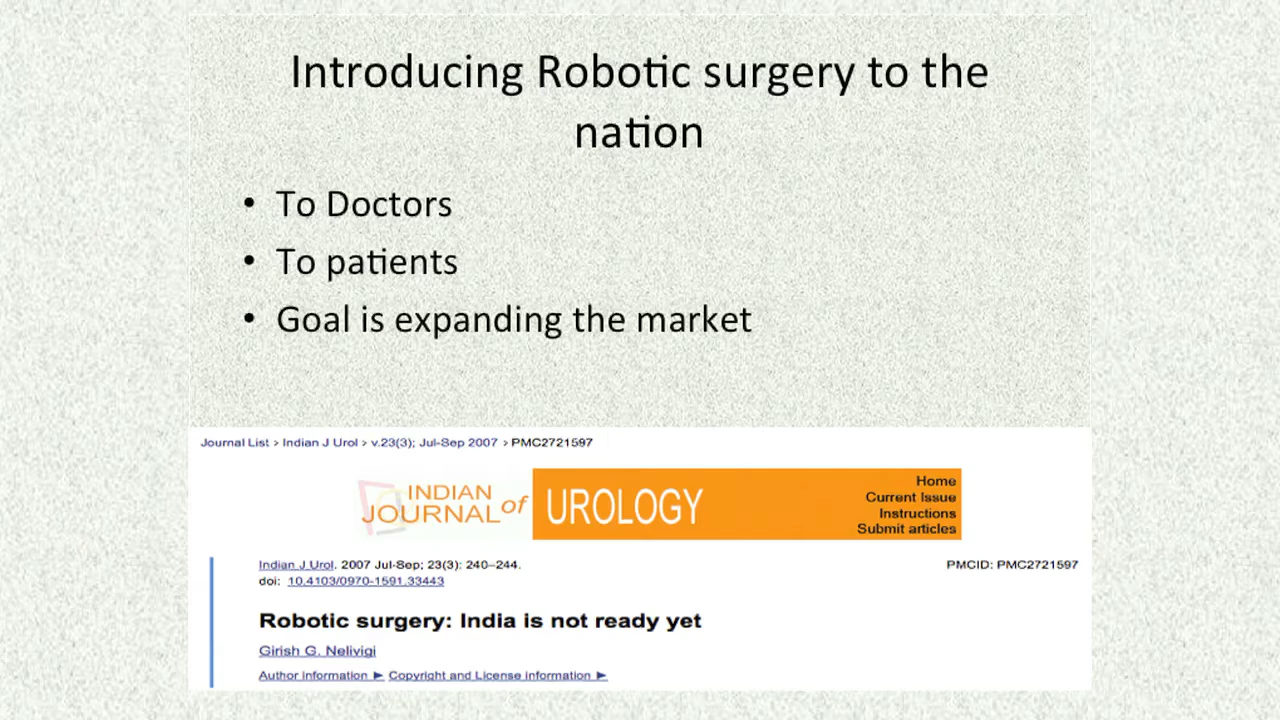 Introducing Robotic surgery to the
nation
• To Doctors
• To patients
• Goal is expanding the market
Journal List > Indian J Urol > v.23(3); Jul-Sep 2007 > PMC2721597
INDIAN
JOURNAL of UROLOGY
Home
Current Issue
Instructions
Submit articles
Indian J Urol. 2007 Jul-Sep; 23(3): 240–244. PMCID: PMC2721597
doi: 10.4103/0970-1591.33443
Robotic surgery: India is not ready yet
Girish G. Nelivigi
Author information ► Copyright and License information ►